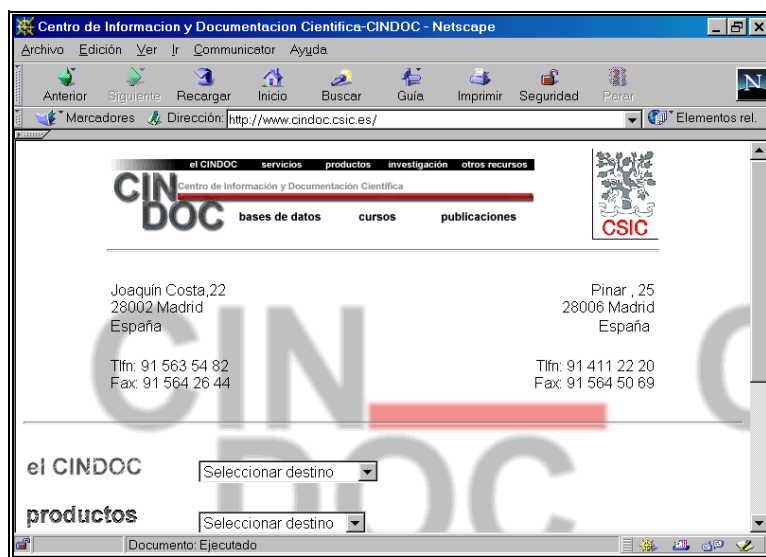 Centro de Informacion y Documentacion Científica-CINDOC - Netscape
Archivo Edición Ver Ir Communicator Ayuda
Anterior Siguiente Recargar Inicio Buscar Guía Imprimir Seguridad Parar N
Marcadores Dirección: http://www.cindoc.csic.es/ Elementos rel.
el CINDOC servicios productos investigación otros recursos
CINDOC
Centro de Información y Documentación Científica
bases de datos cursos publicaciones
CSIC
Joaquín Costa,22 Pinar , 25
28002 Madrid 28006 Madrid
España España
Tlfn: 91 563 54 82 Tlfn: 91 411 22 20
Fax: 91 564 26 44 Fax: 91 564 50 69
CIN
DOC
el CINDOC Seleccionar destino
productos Seleccionar destino
Documento: Ejecutado